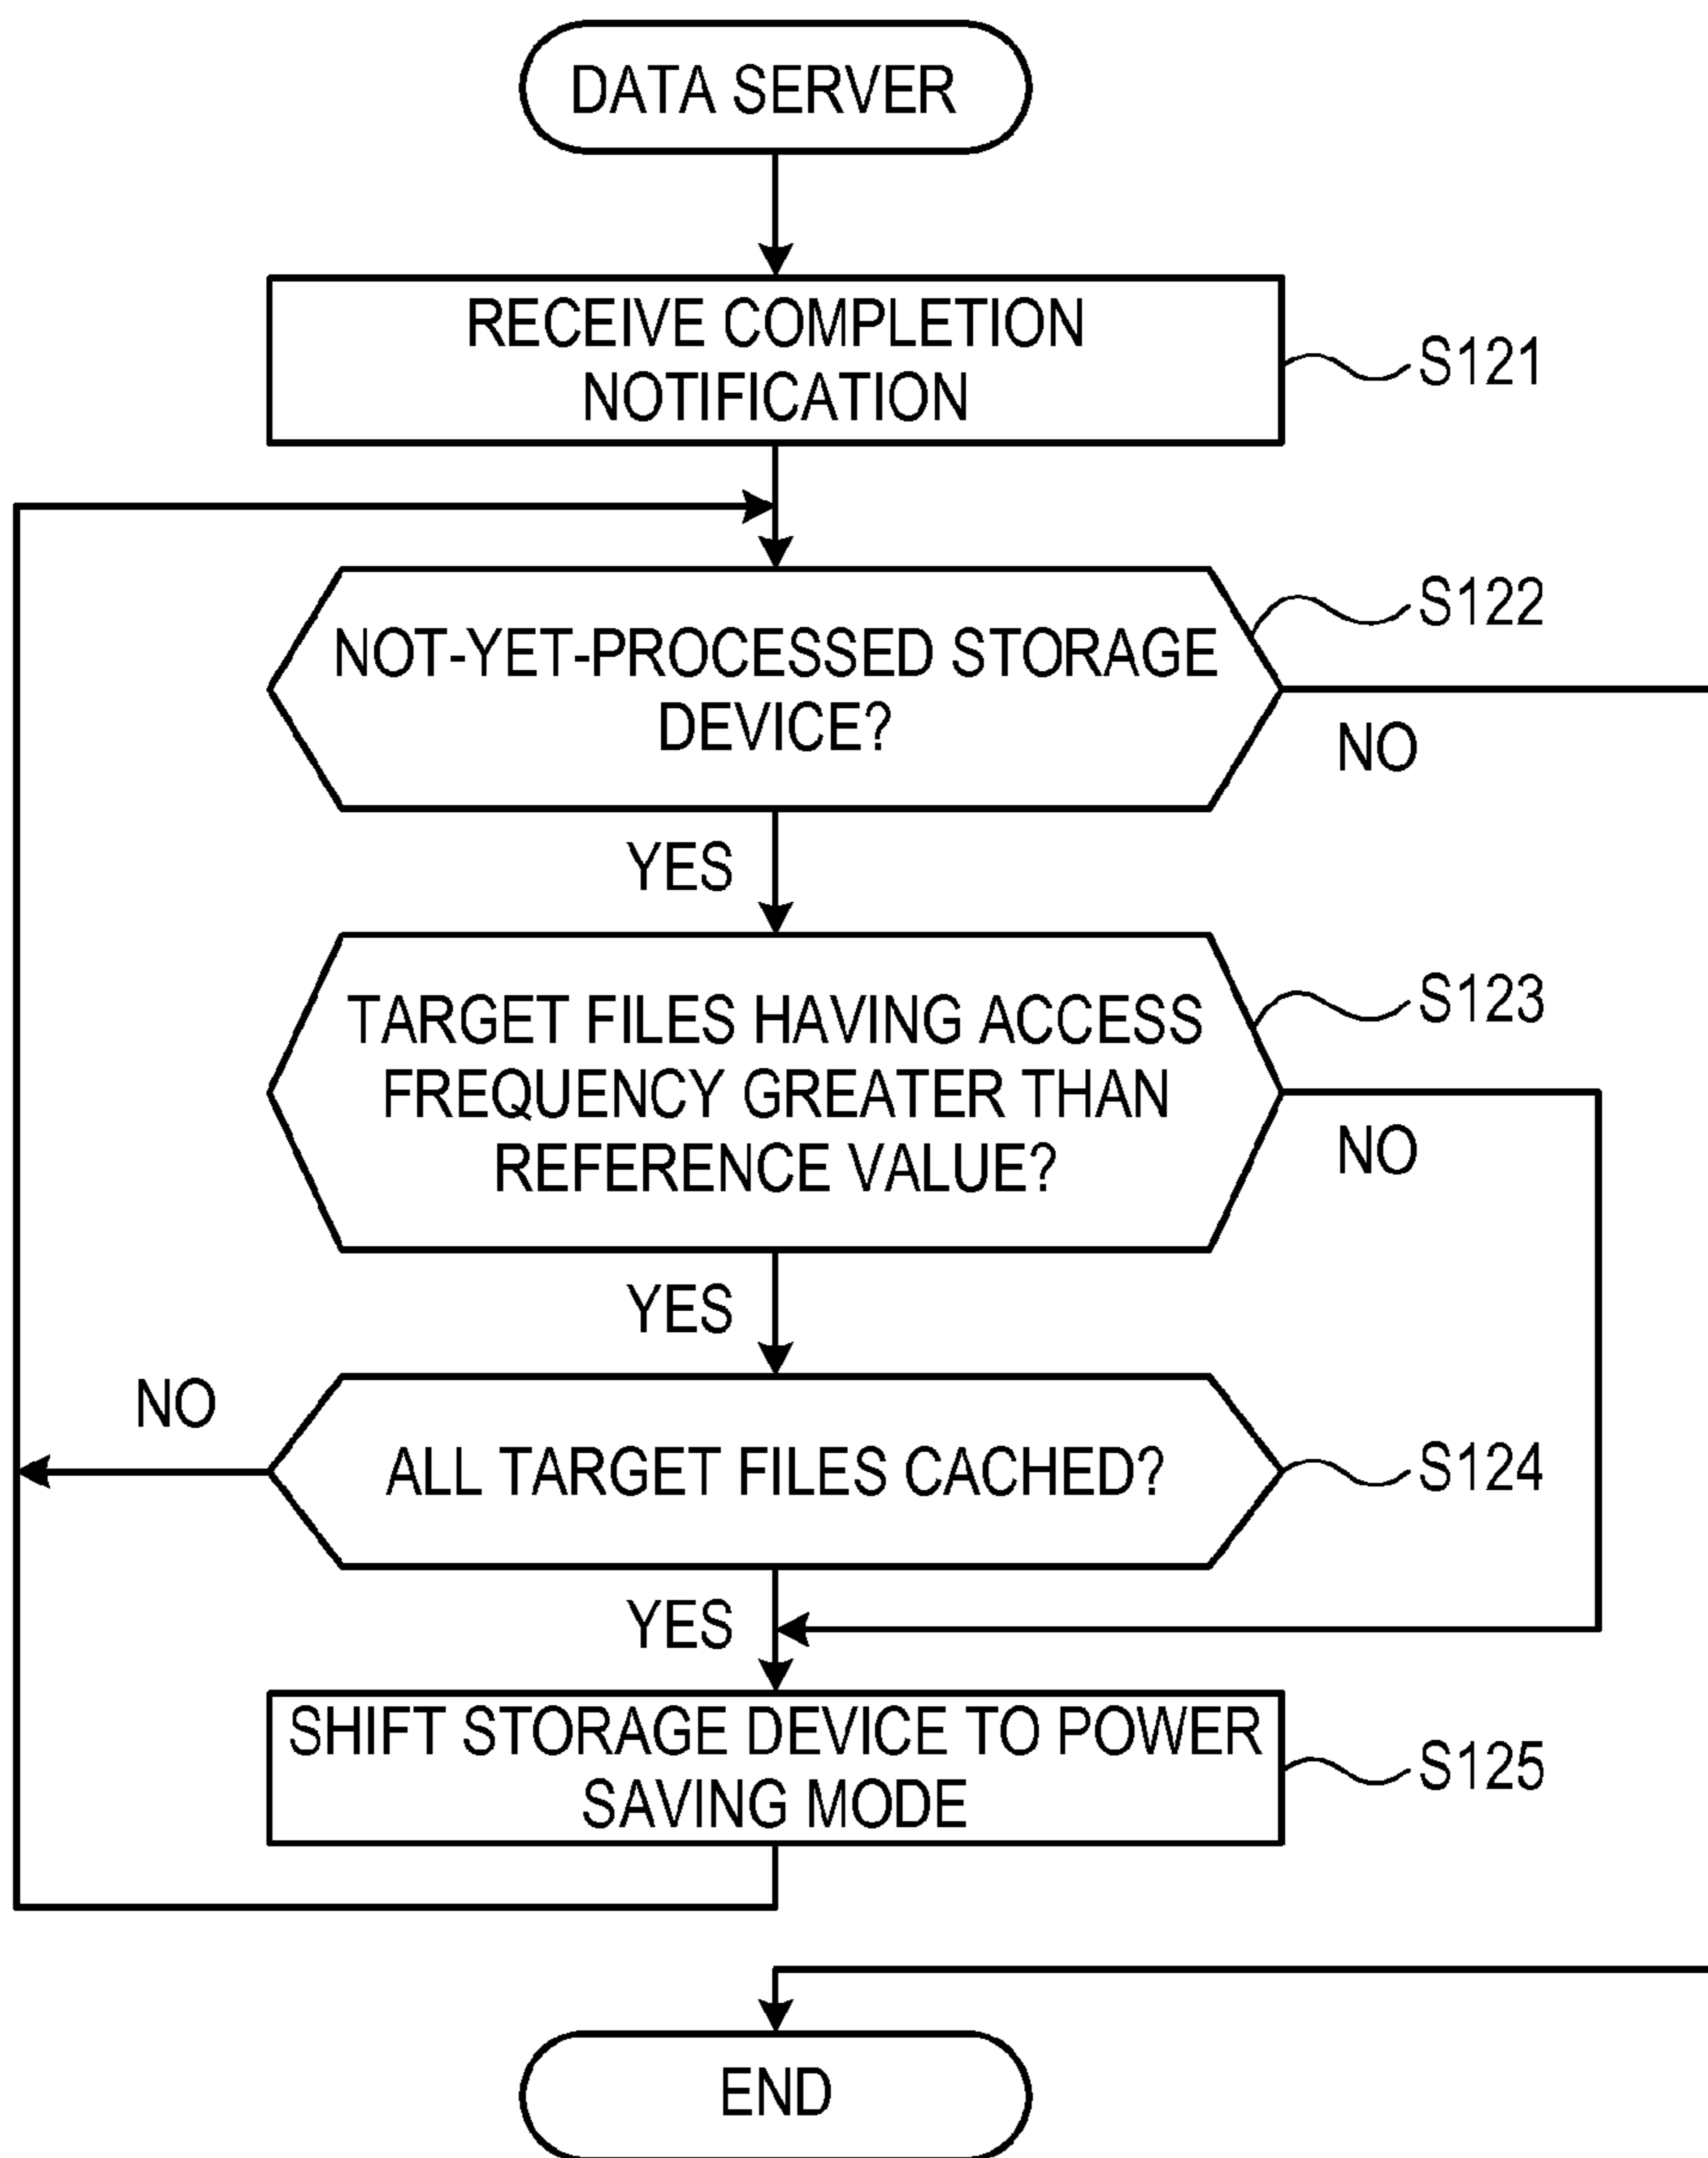 DATA SERVER
RECEIVE COMPLETION
NOTIFICATION
S121
NOT-YET-PROCESSED STORAGE
DEVICE?
S122
NO
YES
TARGET FILES HAVING ACCESS
FREQUENCY GREATER THAN
REFERENCE VALUE?
S123
NO
YES
ALL TARGET FILES CACHED?
S124
NO
YES
SHIFT STORAGE DEVICE TO POWER
SAVING MODE
S125
END